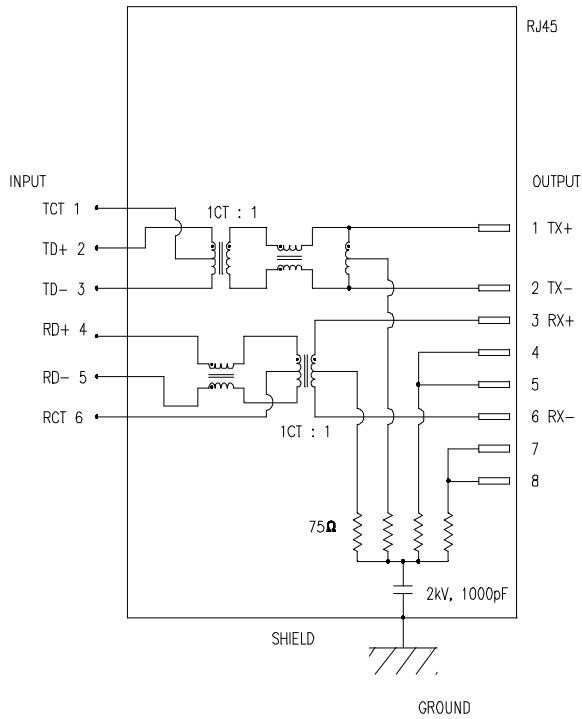 RJ45
INPUT
OUTPUT
TCT 1
1CT : 1
TD+ 2
1 TX+
TD- 3
2 TX-
3 RX+
RD+ 4
4
RD- 5
5
RCT 6
6 RX-
1CT : 1
7
8
75Ω
2kV, 1000pF
SHIELD
GROUND